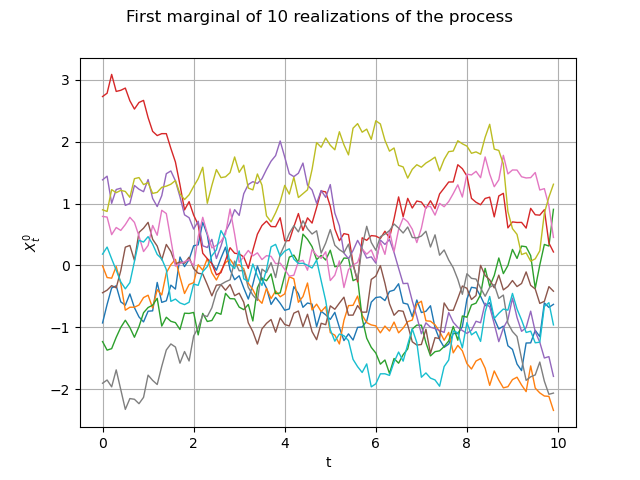 First marginal of 10 realizations of the process
3
2
1
0
−1
−2
X_t^0
0 2 4 6 8 10
t